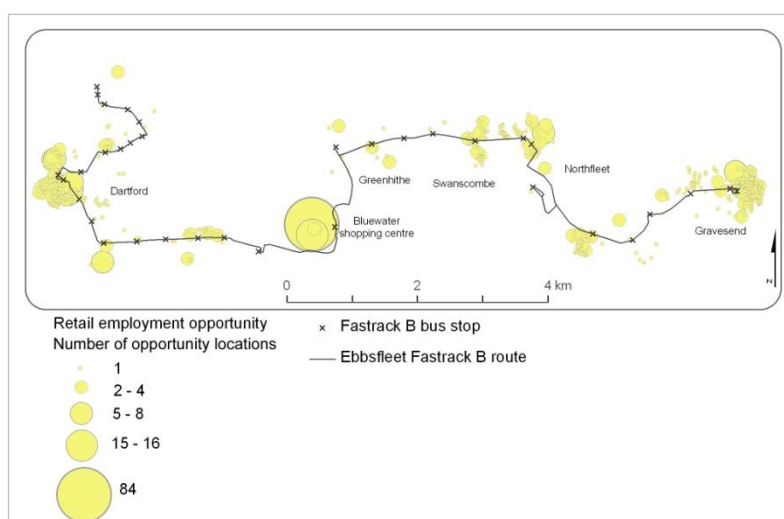 Dartford
Greenhithe
Swanscombe
Northfleet
Bluewater
shopping centre
Gravesend
z
0 2 4 km
Retail employment opportunity
Number of opportunity locations
1
2 - 4
5 - 8
15 - 16
84
× Fastrack B bus stop
Ebbsfleet Fastrack B route